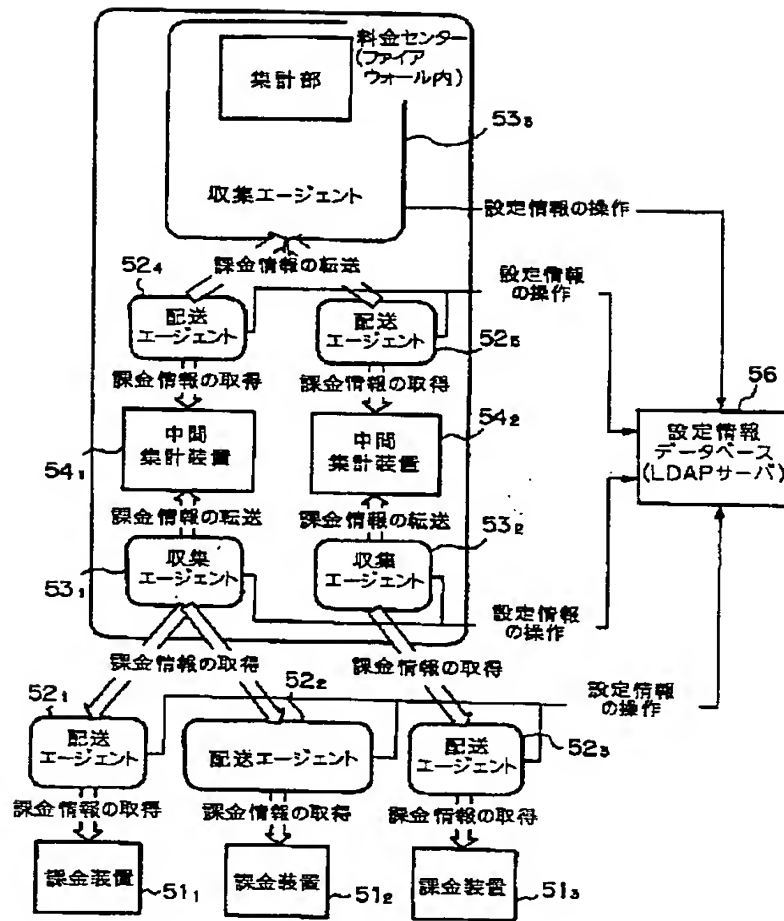 料金センター
(ファイア
ウォール内)
集計部
53₃
収集エージェント
設定情報の操作
課金情報の転送
52₄
設定情報
の操作
配送
エージェント
配送
エージェント
52₅
課金情報の取得
課金情報の取得
56
中間
集計装置
54₁
中間
集計装置
54₂
設定情報
データベース
(LDAPサーバ)
課金情報の転送
課金情報の転送
収集
エージェント
53₁
収集
エージェント
53₂
設定情報
の操作
課金情報の取得
課金情報の取得
設定情報
の操作
52₁
配送
エージェント
52₂
配送エージェント
配送
エージェント
52₃
課金情報の取得
課金情報の取得
課金情報の取得
課金装置
51₁
課金装置
51₂
課金装置
51₃